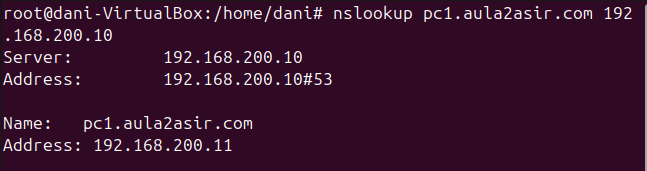 root@dani-VirtualBox:/home/dani# nslookup pc1.aula2asir.com 192
.168.200.10
Server:         192.168.200.10
Address:        192.168.200.10#53

Name:   pc1.aula2asir.com
Address: 192.168.200.11